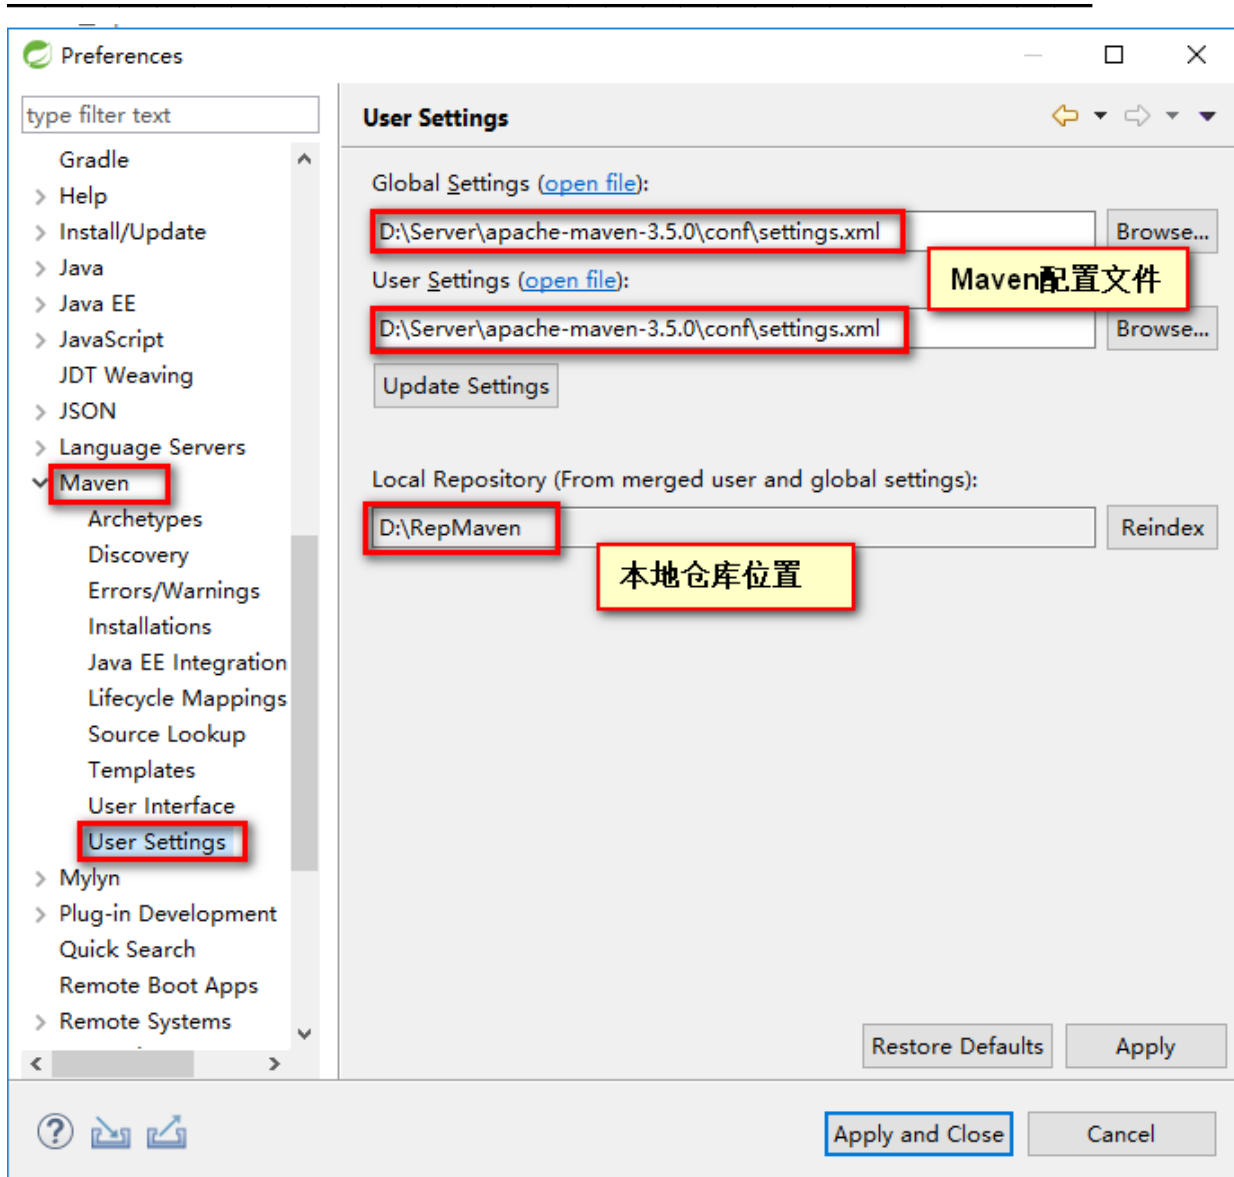 Preferences
type filter text
Gradle
Help
Install/Update
Java
Java EE
JavaScript
JDT Weaving
JSON
Language Servers
Maven
Archetypes
Discovery
Errors/Warnings
Installations
Java EE Integration
Lifecycle Mappings
Source Lookup
Templates
User Interface
User Settings
Mylyn
Plug-in Development
Quick Search
Remote Boot Apps
Remote Systems
User Settings
Global Settings (open file):
D:\Server\apache-maven-3.5.0\conf\settings.xml
Browse...
Maven配置文件
User Settings (open file):
D:\Server\apache-maven-3.5.0\conf\settings.xml
Browse...
Update Settings
Local Repository (From merged user and global settings):
D:\RepMaven
Reindex
本地仓库位置
Restore Defaults
Apply
Apply and Close
Cancel